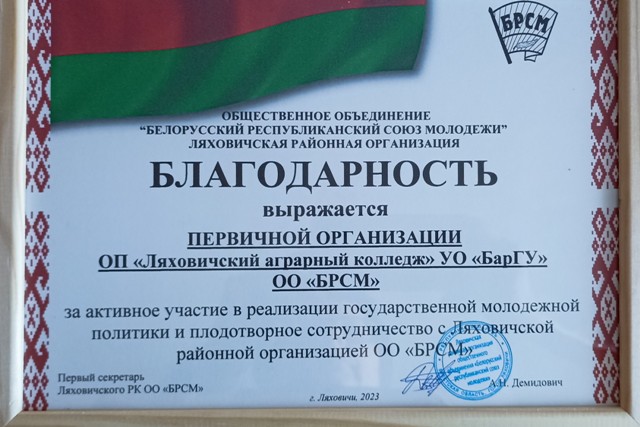 БРСМ
ОБЩЕСТВЕННОЕ ОБЪЕДИНЕНИЕ
“БЕЛОРУССКИЙ РЕСПУБЛИКАНСКИЙ СОЮЗ МОЛОДЕЖИ”
ЛЯХОВИЧСКАЯ РАЙОННАЯ ОРГАНИЗАЦИЯ
БЛАГОДАРНОСТЬ
выражается
ПЕРВИЧНОЙ ОРГАНИЗАЦИИ
ОП «Ляховичский аграрный колледж» УО «БарГУ»
ОО «БРСМ»
за активное участие в реализации государственной молодежной
политики и плодотворное сотрудничество с Ляховичской
районной организацией ОО «БРСМ»
Первый секретарь
Ляховичского РК ОО «БРСМ»
А.Н. Демидович
г. Ляховичи, 2023